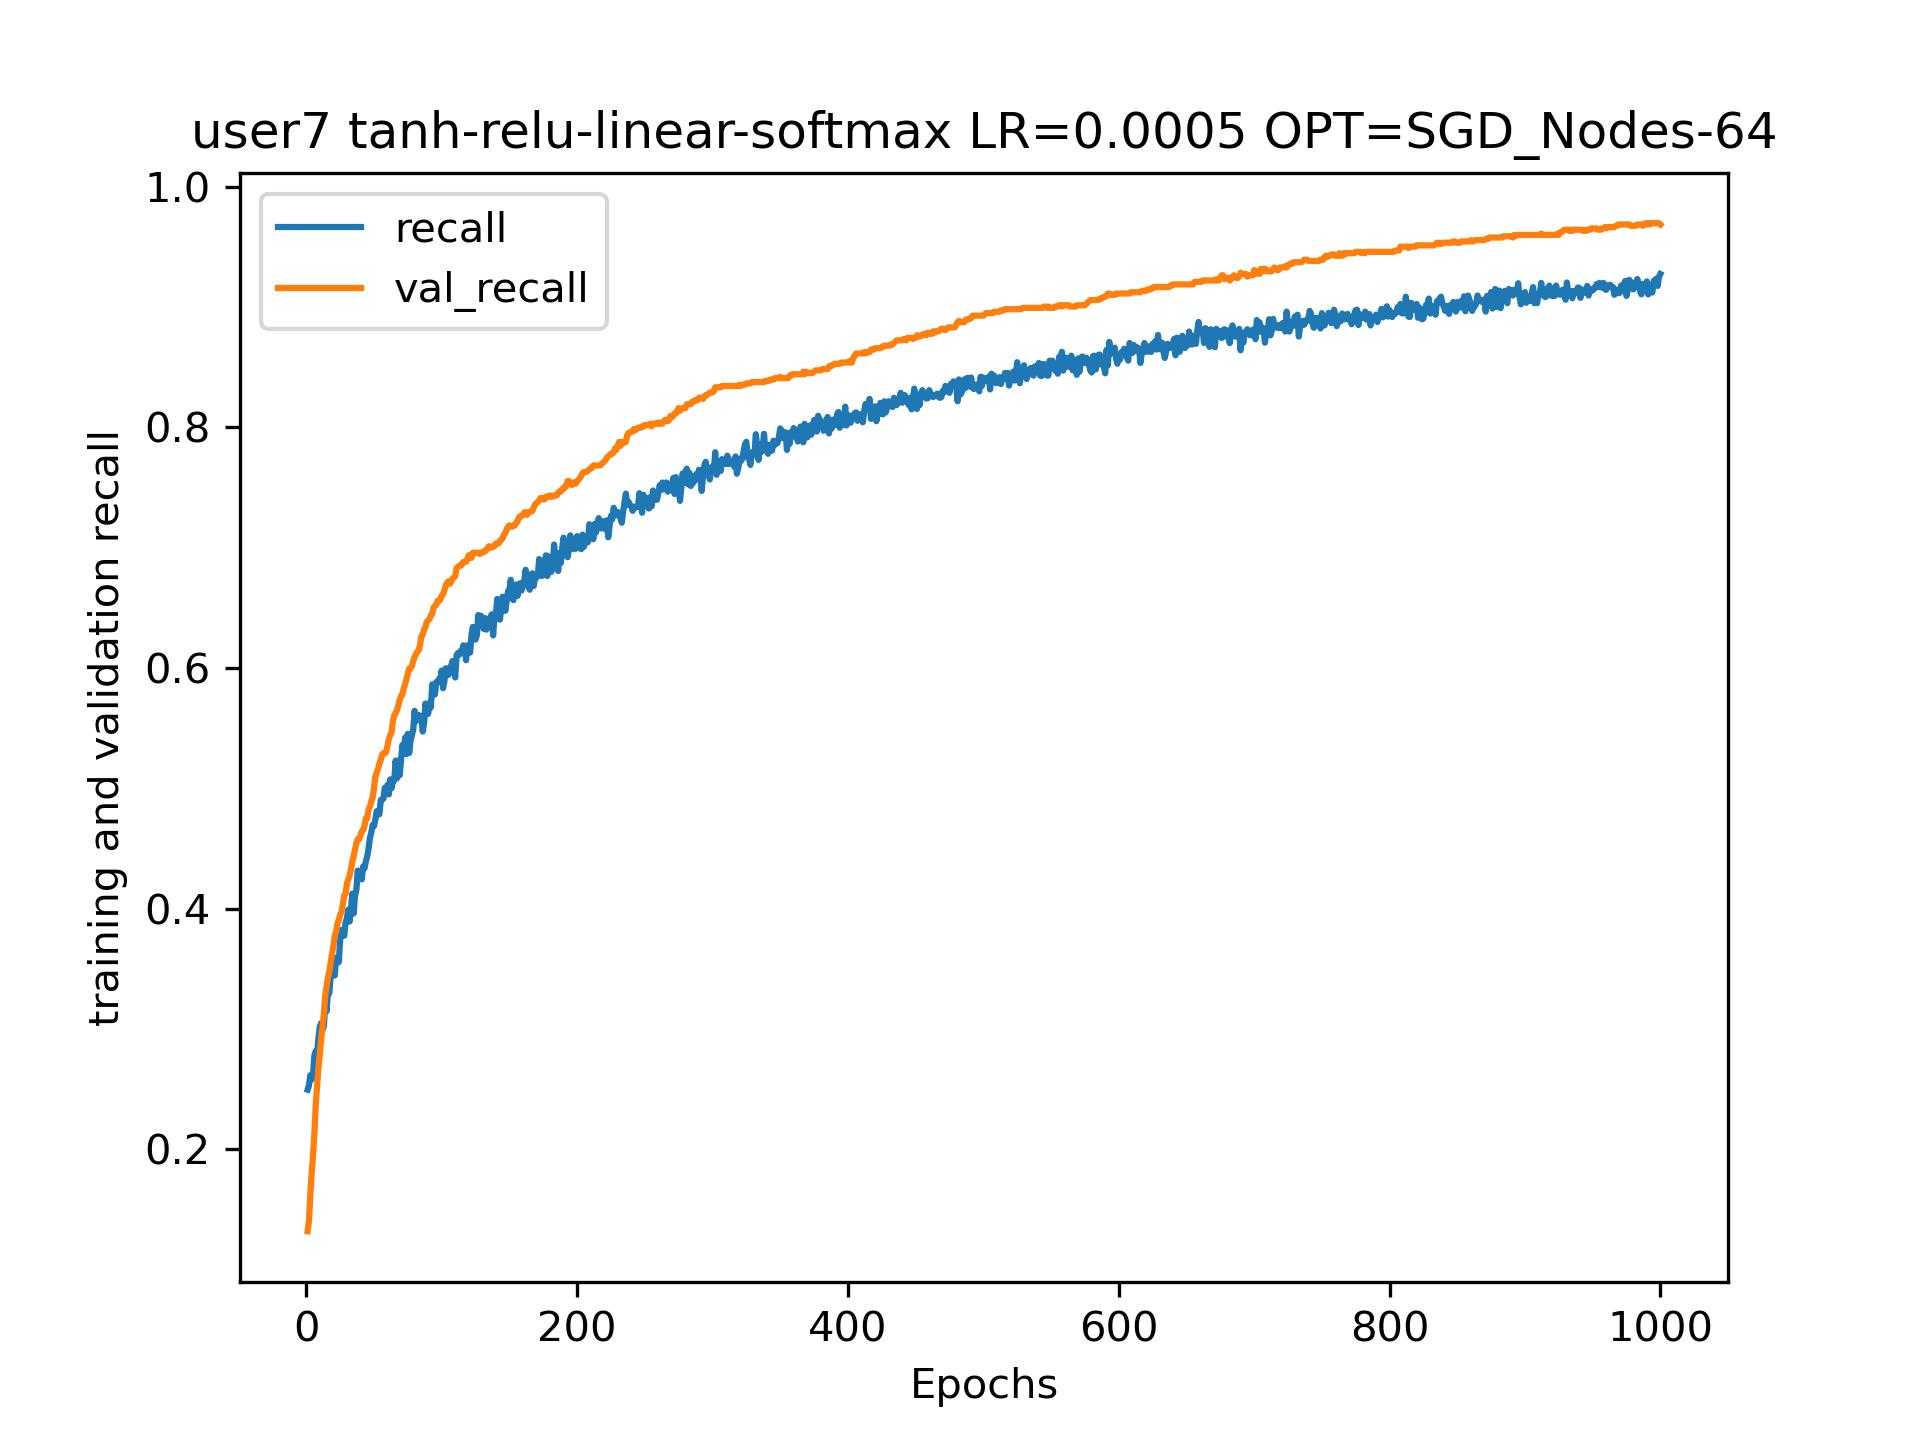 user7 tanh-relu-linear-softmax LR=0.0005 OPT=SGD_Nodes-64
recall
val_recall
training and validation recall
1.0
0.8
0.6
0.4
0.2
0 200 400 600 800 1000
Epochs